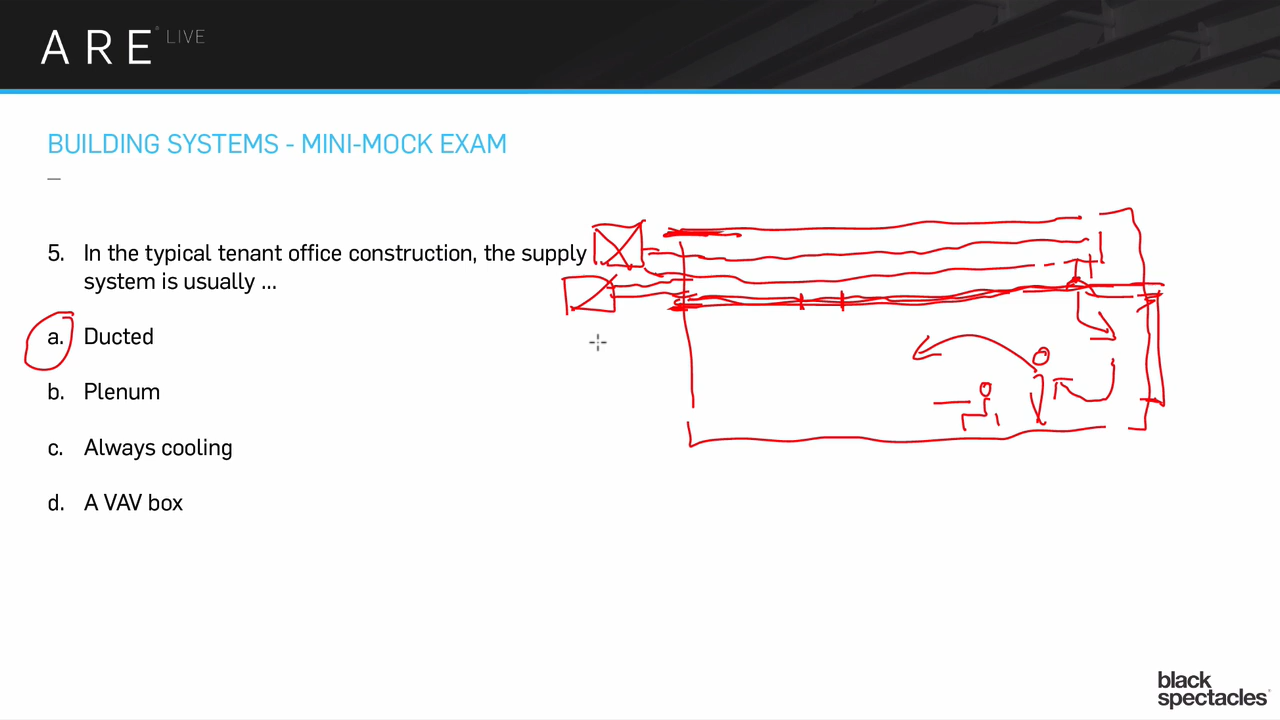 ARE® LIVE
BUILDING SYSTEMS - MINI-MOCK EXAM
5. In the typical tenant office construction, the supply
system is usually ...
a. Ducted
b. Plenum
c. Always cooling
d. A VAV box
black
spectacles